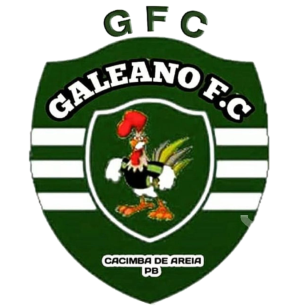 GFC
GALEANO F.C
CACIMBA DE AREIA
PB